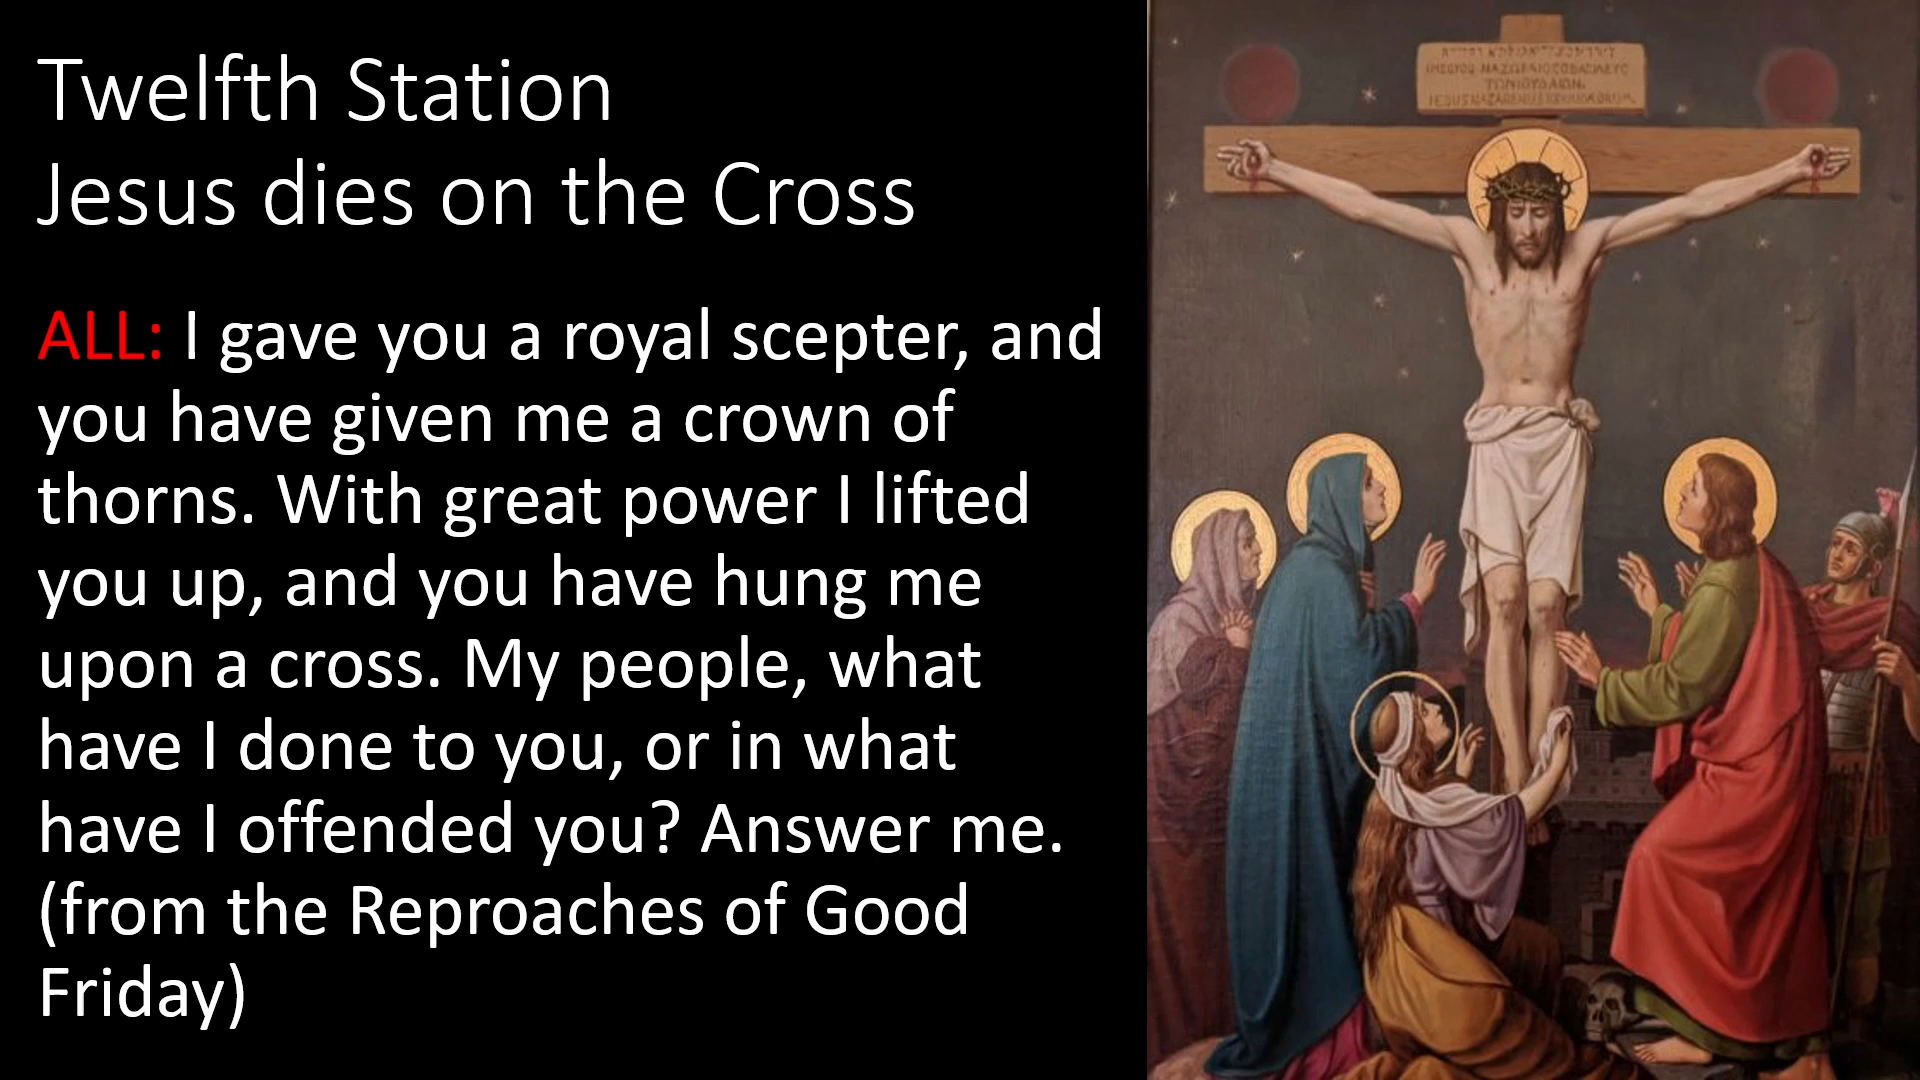 Twelfth Station
Jesus dies on the Cross
ALL: I gave you a royal scepter, and
you have given me a crown of
thorns. With great power I lifted
you up, and you have hung me
upon a cross. My people, what
have I done to you, or in what
have I offended you? Answer me.
(from the Reproaches of Good
Friday)